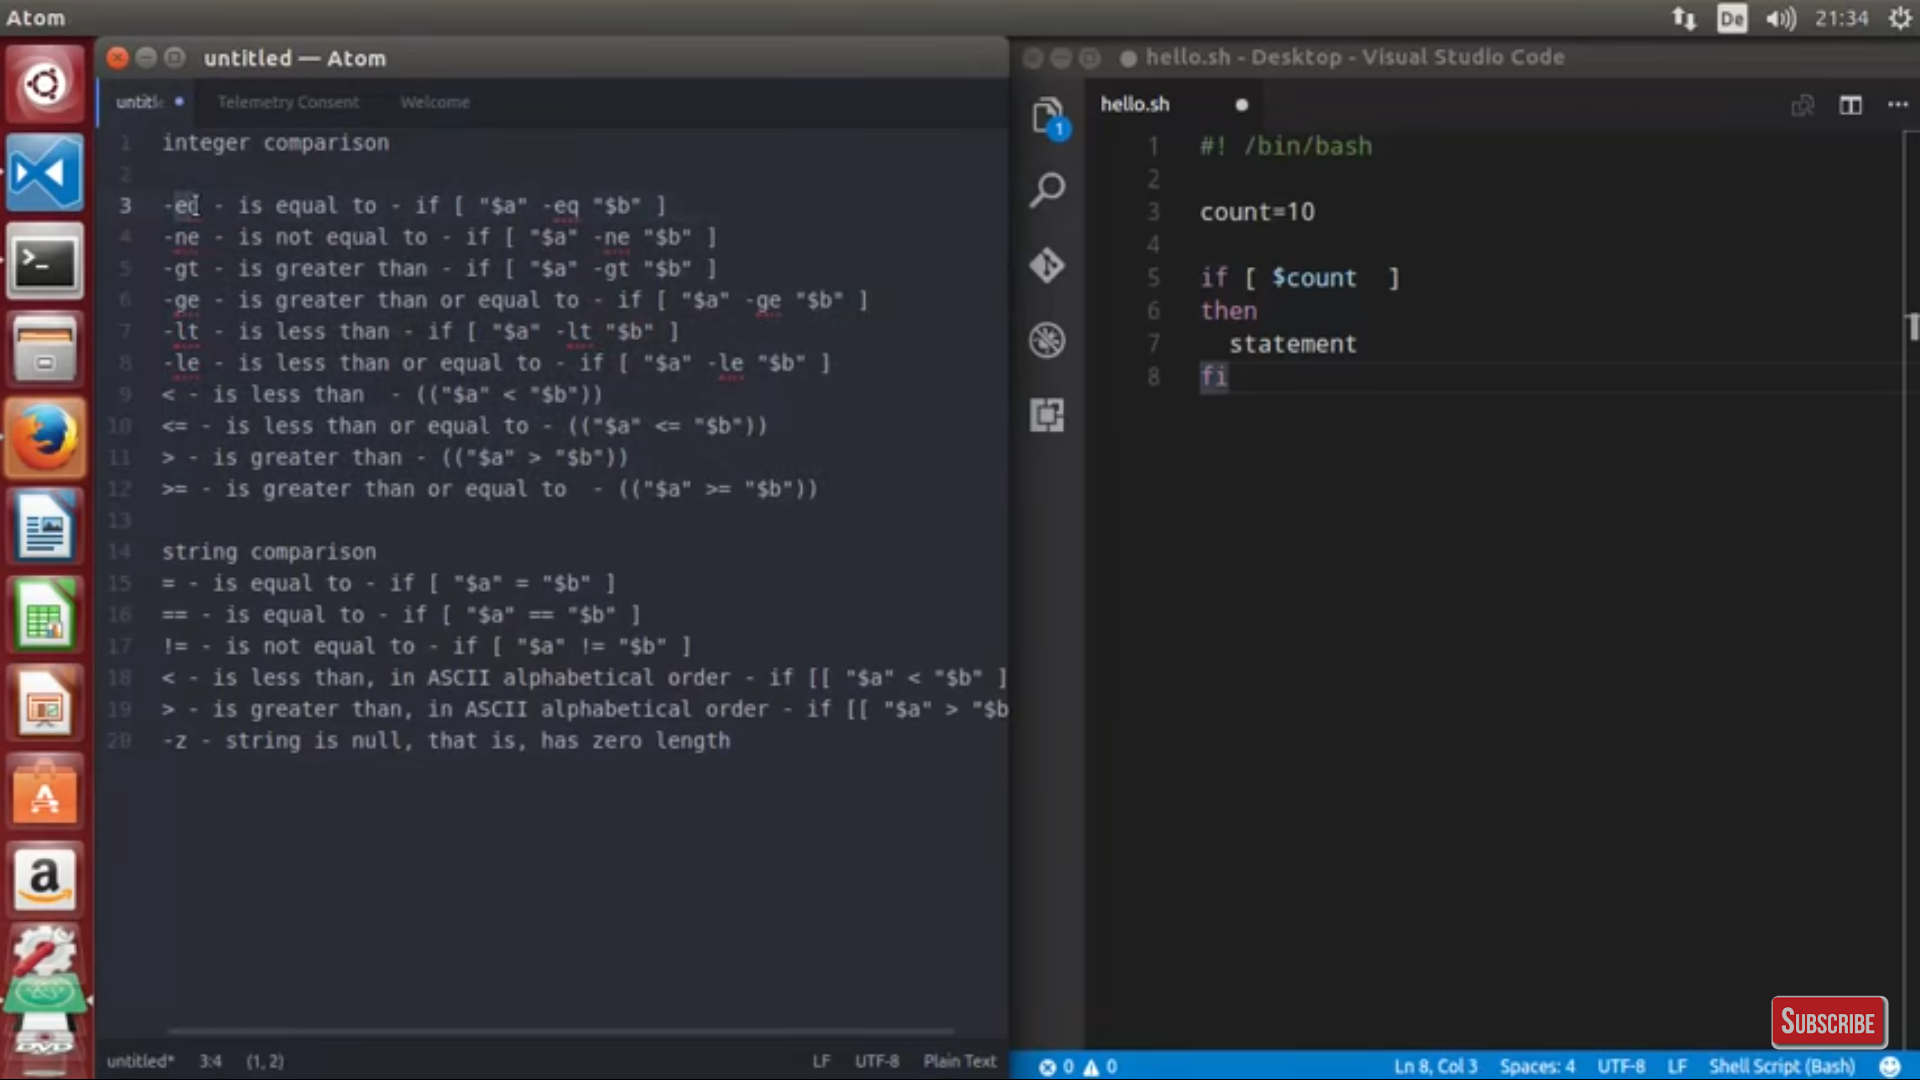 Atom
De
21:34
untitled — Atom
untitle
Telemetry Consent
Welcome
1 integer comparison
2
3 -eq - is equal to - if [ "$a" -eq "$b" ]
4 -ne - is not equal to - if [ "$a" -ne "$b" ]
5 -gt - is greater than - if [ "$a" -gt "$b" ]
6 -ge - is greater than or equal to - if [ "$a" -ge "$b" ]
7 -lt - is less than - if [ "$a" -lt "$b" ]
8 -le - is less than or equal to - if [ "$a" -le "$b" ]
9 < - is less than  - (("$a" < "$b"))
10 <= - is less than or equal to - (("$a" <= "$b"))
11 > - is greater than - (("$a" > "$b"))
12 >= - is greater than or equal to  - (("$a" >= "$b"))
13
14 string comparison
15 = - is equal to - if [ "$a" = "$b" ]
16 == - is equal to - if [ "$a" == "$b" ]
17 != - is not equal to - if [ "$a" != "$b" ]
18 < - is less than, in ASCII alphabetical order - if [[ "$a" < "$b" ]
19 > - is greater than, in ASCII alphabetical order - if [[ "$a" > "$b
20 -z - string is null, that is, has zero length
untitled* 3:4 (1, 2) LF UTF-8 Plain Text
hello.sh - Desktop - Visual Studio Code
hello.sh
1
1 #! /bin/bash
2
3 count=10
4
5 if [ $count  ]
6 then
7   statement
8 fi
SUBSCRIBE
0 0 Ln 8, Col 3 Spaces: 4 UTF-8 LF Shell Script (Bash)
>_
A
a
DVD